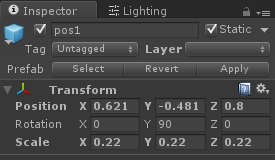 Inspector Lighting
pos1 Static
Tag Untagged Layer
Prefab Select Revert Apply
Transform
Position X 0.621 Y -0.481 Z 0.8
Rotation X 0 Y 90 Z 0
Scale X 0.22 Y 0.22 Z 0.22